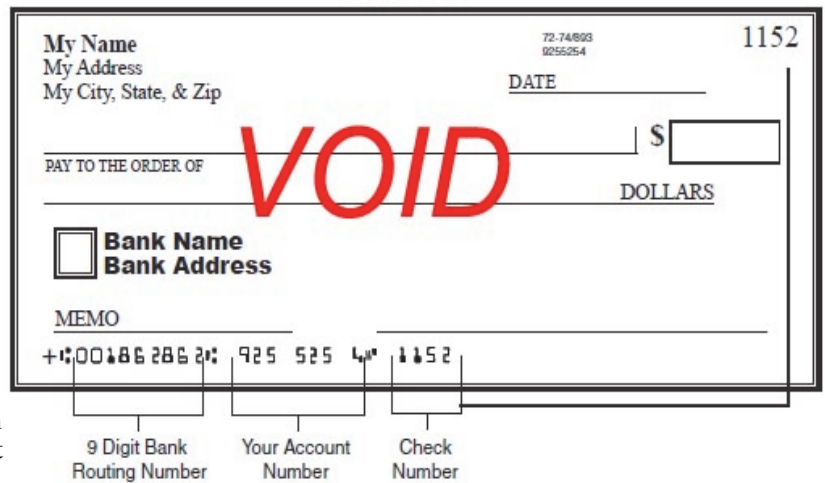 My Name
My Address
My City, State, & Zip
72-74/893
9255254
1152
DATE
VOID
$
PAY TO THE ORDER OF
DOLLARS
Bank Name
Bank Address
MEMO
+⑆001862862⑆ 925 525 4⑈ 1152
9 Digit Bank
Routing Number
Your Account
Number
Check
Number